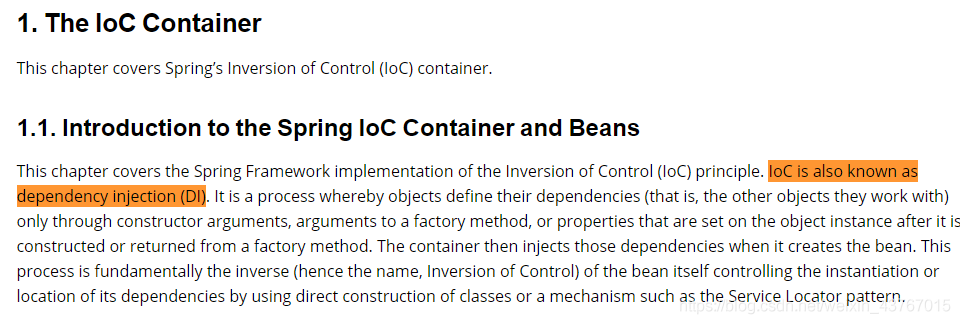 1. The IoC Container
This chapter covers Spring’s Inversion of Control (IoC) container.
1.1. Introduction to the Spring IoC Container and Beans
This chapter covers the Spring Framework implementation of the Inversion of Control (IoC) principle. IoC is also known as
dependency injection (DI). It is a process whereby objects define their dependencies (that is, the other objects they work with)
only through constructor arguments, arguments to a factory method, or properties that are set on the object instance after it is
constructed or returned from a factory method. The container then injects those dependencies when it creates the bean. This
process is fundamentally the inverse (hence the name, Inversion of Control) of the bean itself controlling the instantiation or
location of its dependencies by using direct construction of classes or a mechanism such as the Service Locator pattern.
https://blog.csdn.net/weixin_43767015